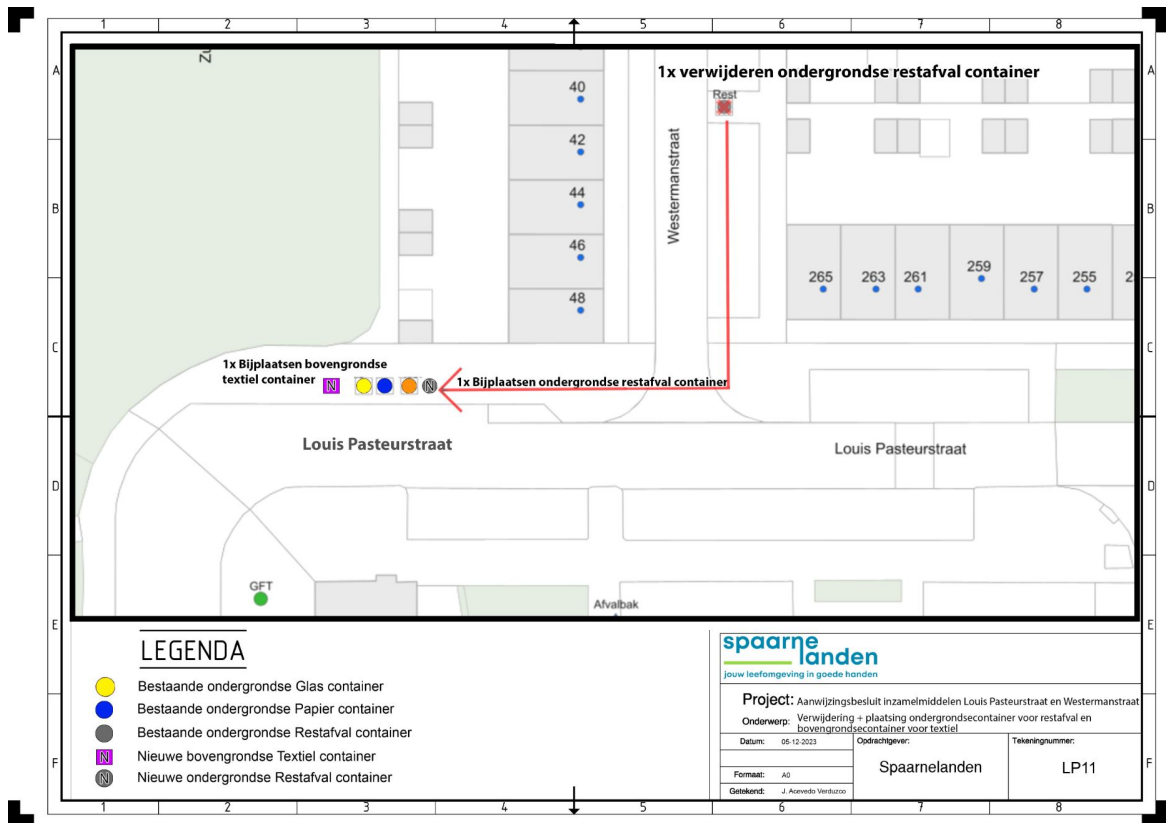 1 2 3 4 5 6 7 8
A A
B B
C C
D D
E E
F F
1 2 3 4 5 6 7 8
1x verwijderen ondergrondse restafval container
Rest
40
42
44
46
48
Westermanstraat
265 263 261 259 257 255
1x Bijplaatsen bovengrondse
textiel container
N
N
1x Bijplaatsen ondergrondse restafval container
Louis Pasteurstraat
Louis Pasteurstraat
GFT
Afvalbak
LEGENDA
Bestaande ondergrondse Glas container
Bestaande ondergrondse Papier container
Bestaande ondergrondse Restafval container
N Nieuwe bovengrondse Textiel container
N Nieuwe ondergrondse Restafval container
spaarne
landen
jouw leefomgeving in goede handen
Project: Aanwijzingsbesluit inzamelmiddelen Louis Pasteurstraat en Westermanstraat
Onderwerp: Verwijdering + plaatsing ondergrondsecontainer voor restafval en
bovengrondsecontainer voor textiel
Datum: 05-12-2023
Opdrachtgever:
Spaarnelanden
Tekeningnummer:
LP11
Formaat: A0
Getekend: J. Acevedo Verduzco